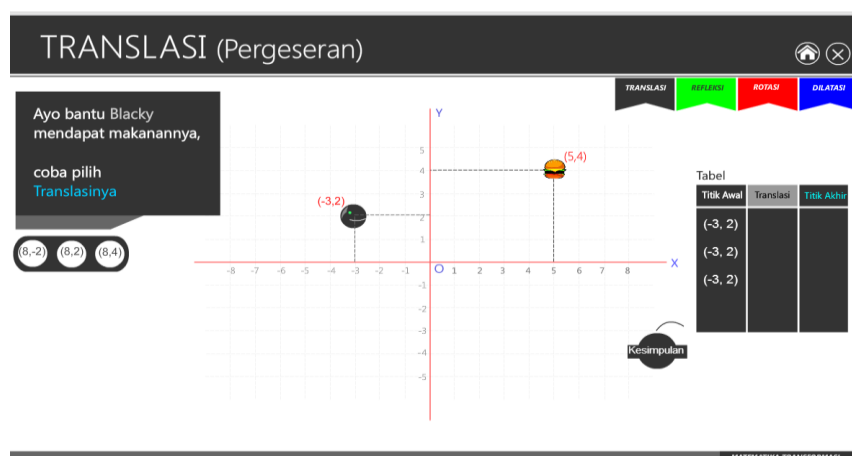 TRANSLASI (Pergeseran)
TRANSLASI REFLEKSI ROTASI DILATASI
Ayo bantu Blacky
mendapat makanannya,
coba pilih
Translasinya
(8,-2) (8,2) (8,4)
Y
5
4
3
2
1
(5,4)
(-3,2)
-8 -7 -6 -5 -4 -3 -2 -1 O 1 2 3 4 5 6 7 8 X
-1
-2
-3
-4
-5
Tabel
Titik Awal Translasi Titik Akhir
(-3, 2)
(-3, 2)
(-3, 2)
Kesimpulan